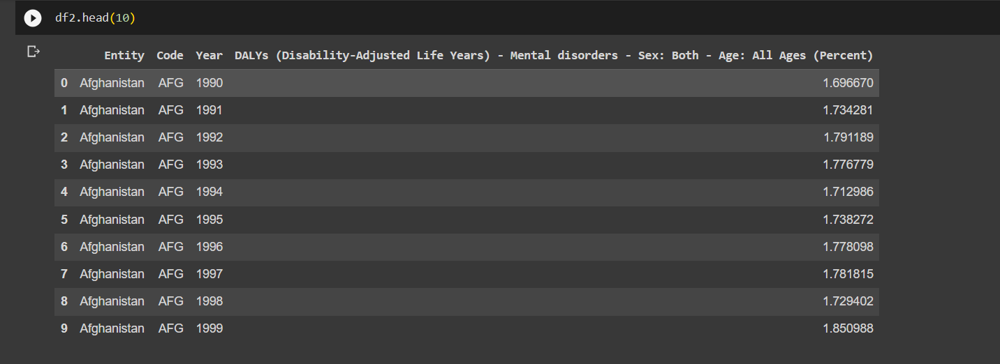 df2.head(10)
Entity Code Year DALYs (Disability-Adjusted Life Years) - Mental disorders - Sex: Both - Age: All Ages (Percent)
0 Afghanistan AFG 1990 1.696670
1 Afghanistan AFG 1991 1.734281
2 Afghanistan AFG 1992 1.791189
3 Afghanistan AFG 1993 1.776779
4 Afghanistan AFG 1994 1.712986
5 Afghanistan AFG 1995 1.738272
6 Afghanistan AFG 1996 1.778098
7 Afghanistan AFG 1997 1.781815
8 Afghanistan AFG 1998 1.729402
9 Afghanistan AFG 1999 1.850988